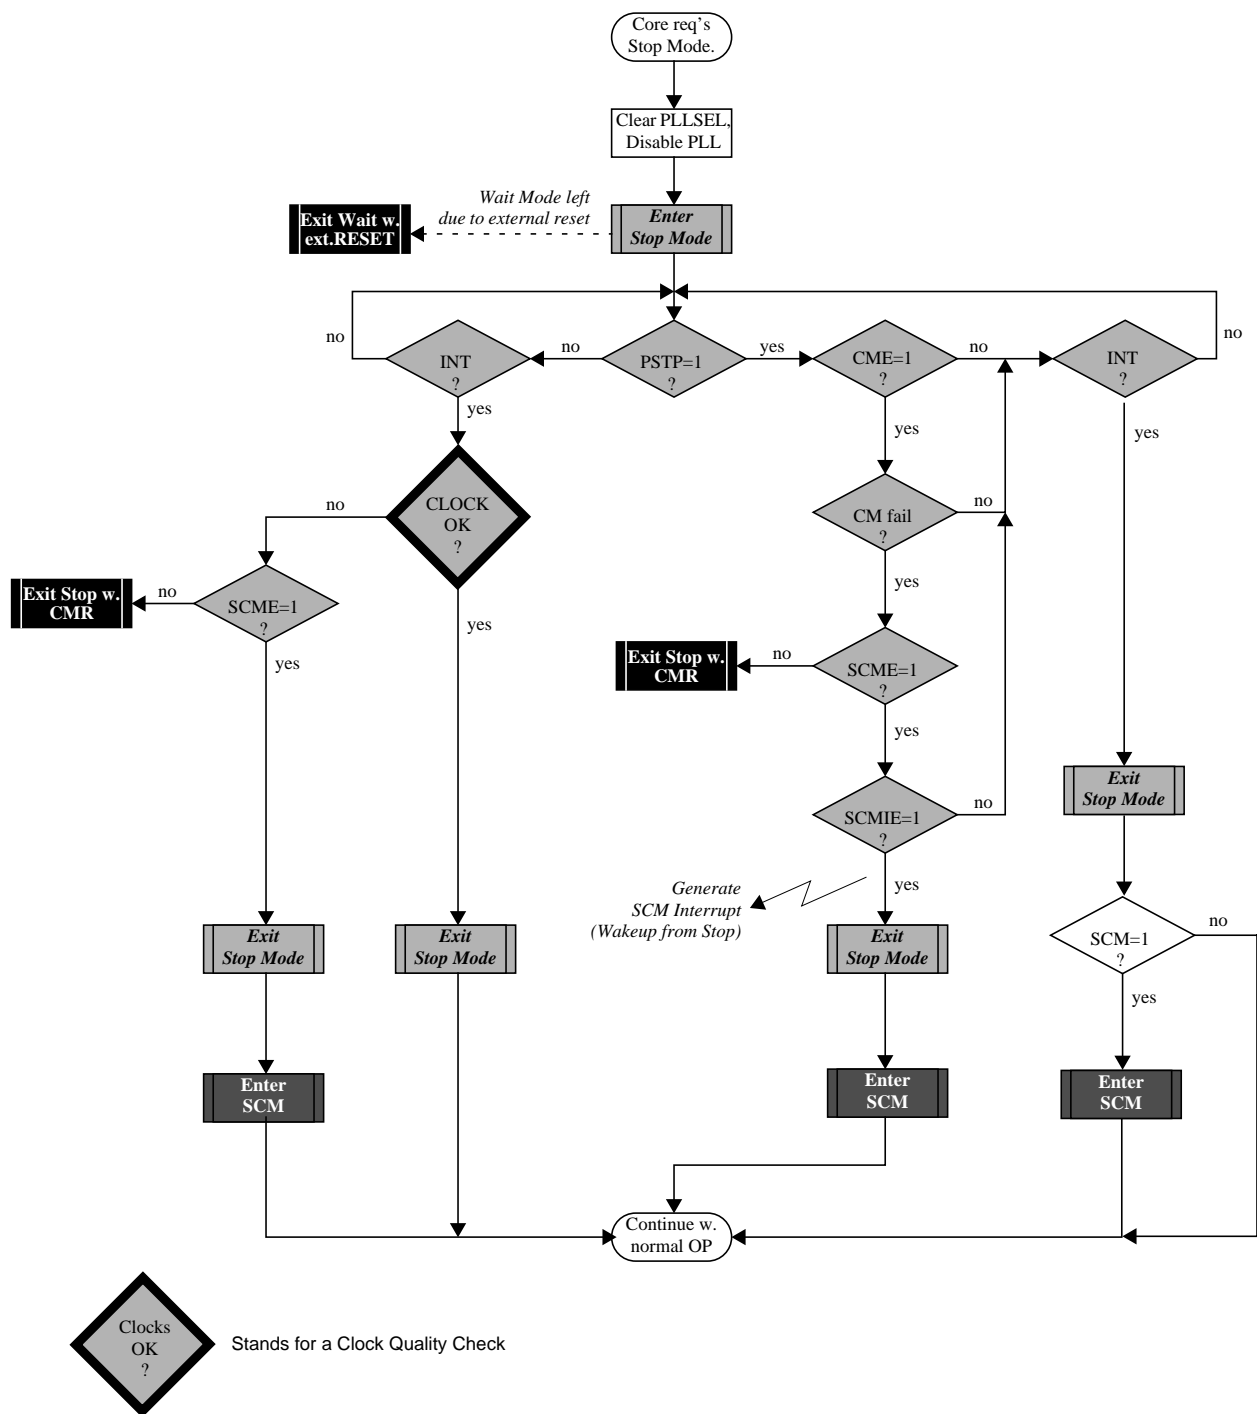 Core req's
Stop Mode.
Clear PLLSEL,
Disable PLL
Wait Mode left
due to external reset
Exit Wait w.
ext.RESET
Enter
Stop Mode
no
INT
?
no
PSTP=1
?
yes
CME=1
?
no
INT
?
no
yes
yes
yes
no
CLOCK
OK
?
CM fail
?
no
Exit Stop w.
CMR
no
SCME=1
?
yes
yes
yes
Exit Stop w.
CMR
no
SCME=1
?
yes
SCMIE=1
?
no
Exit
Stop Mode
Generate
SCM Interrupt
(Wakeup from Stop)
yes
Exit
Stop Mode
Exit
Stop Mode
Exit
Stop Mode
SCM=1
?
no
yes
Enter
SCM
Enter
SCM
Enter
SCM
Continue w.
normal OP
Clocks
OK
?
Stands for a Clock Quality Check